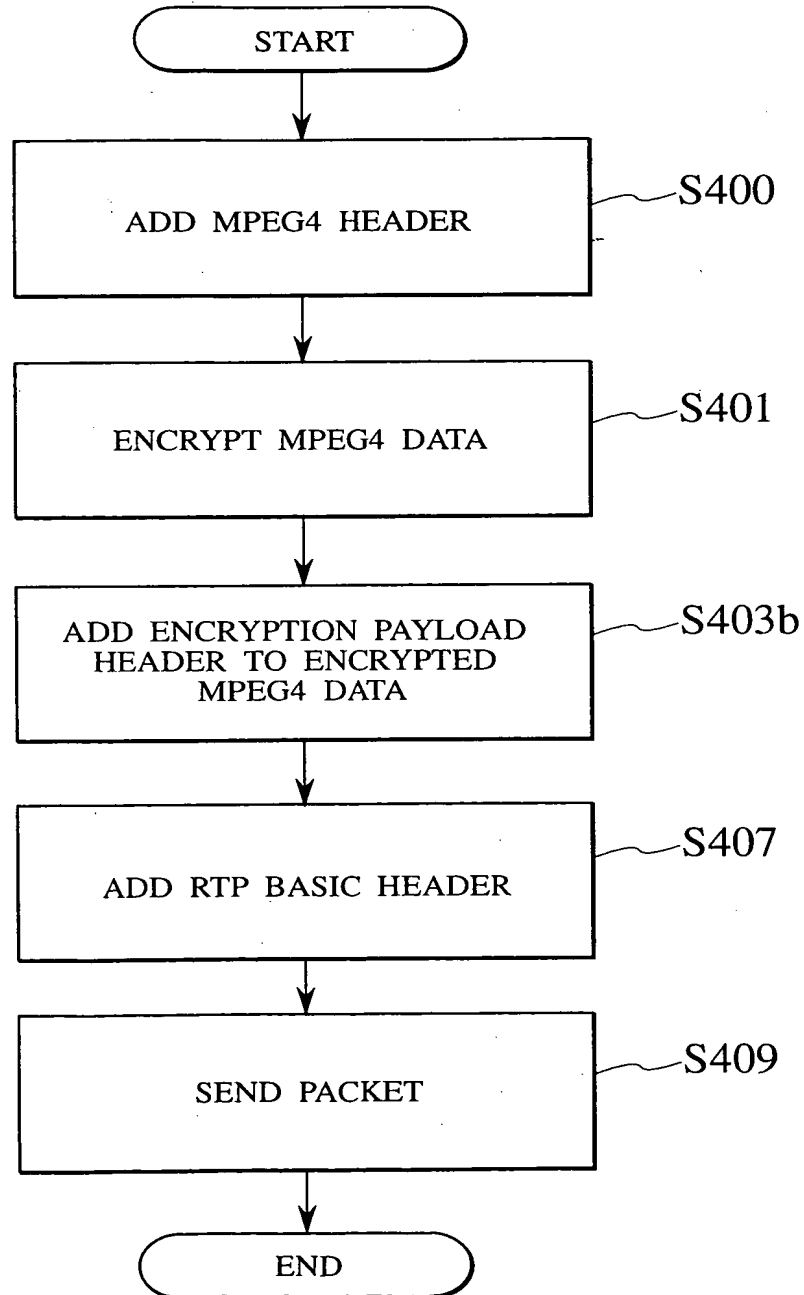 START
ADD MPEG4 HEADER
S400
ENCRYPT MPEG4 DATA
S401
ADD ENCRYPTION PAYLOAD
HEADER TO ENCRYPTED
MPEG4 DATA
S403b
ADD RTP BASIC HEADER
S407
SEND PACKET
S409
END